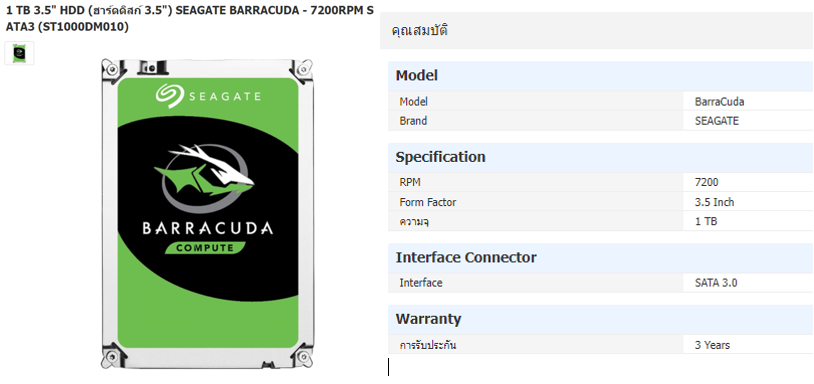 1 TB 3.5" HDD (ฮาร์ดดิสก์ 3.5") SEAGATE BARRACUDA - 7200RPM S
ATA3 (ST1000DM010)
SEAGATE
BARRACUDA
COMPUTE
คุณสมบัติ
Model
Model BarraCuda
Brand SEAGATE
Specification
RPM 7200
Form Factor 3.5 Inch
ความจุ 1 TB
Interface Connector
Interface SATA 3.0
Warranty
การรับประกัน 3 Years